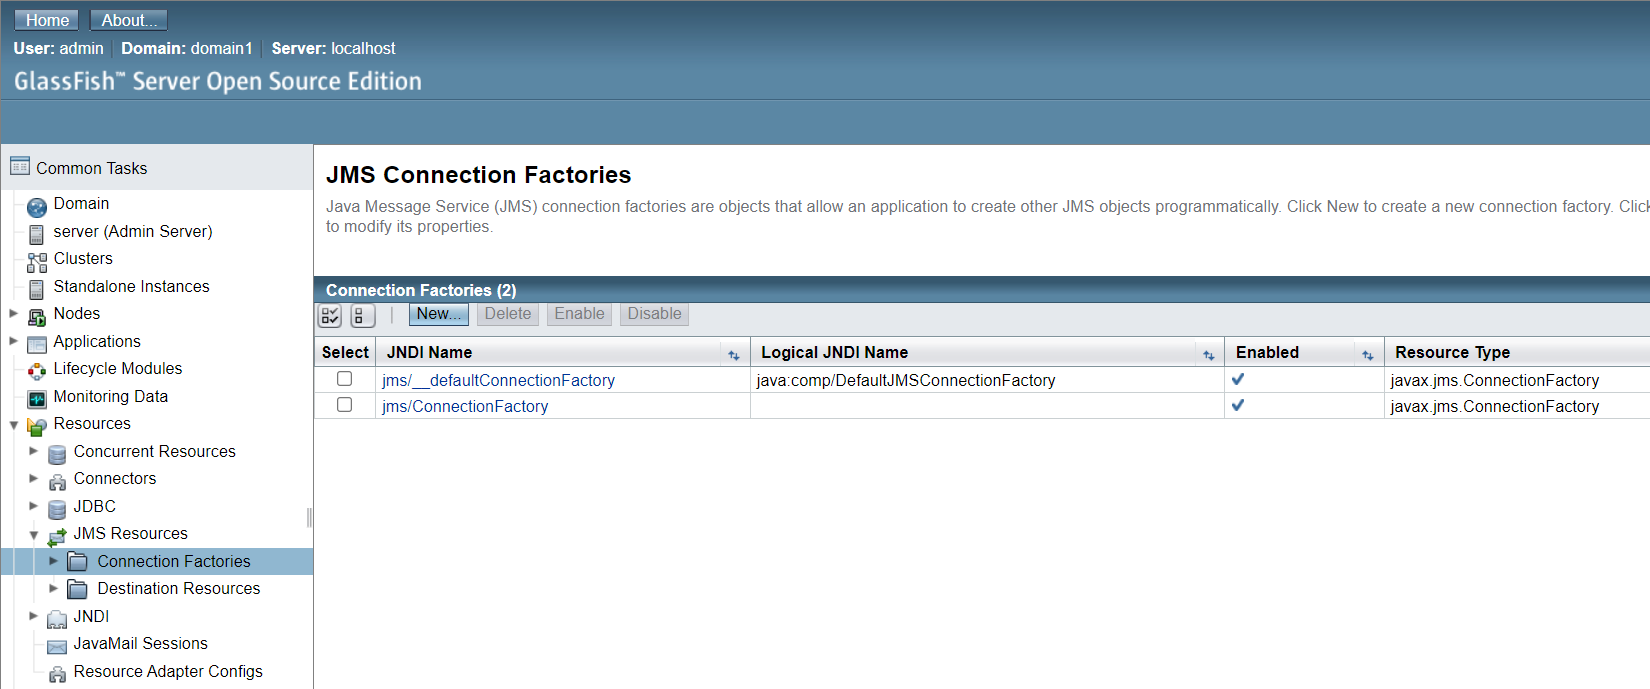 Home About...
User: admin Domain: domain1 Server: localhost
GlassFish™ Server Open Source Edition
Common Tasks
Domain
server (Admin Server)
Clusters
Standalone Instances
Nodes
Applications
Lifecycle Modules
Monitoring Data
Resources
Concurrent Resources
Connectors
JDBC
JMS Resources
Connection Factories
Destination Resources
JNDI
JavaMail Sessions
Resource Adapter Configs
JMS Connection Factories
Java Message Service (JMS) connection factories are objects that allow an application to create other JMS objects programmatically. Click New to create a new connection factory.
to modify its properties.
Connection Factories (2)
New... Delete Enable Disable
Select JNDI Name Logical JNDI Name Enabled Resource Type
jms/__defaultConnectionFactory java:comp/DefaultJMSConnectionFactory javax.jms.ConnectionFactory
jms/ConnectionFactory javax.jms.ConnectionFactory